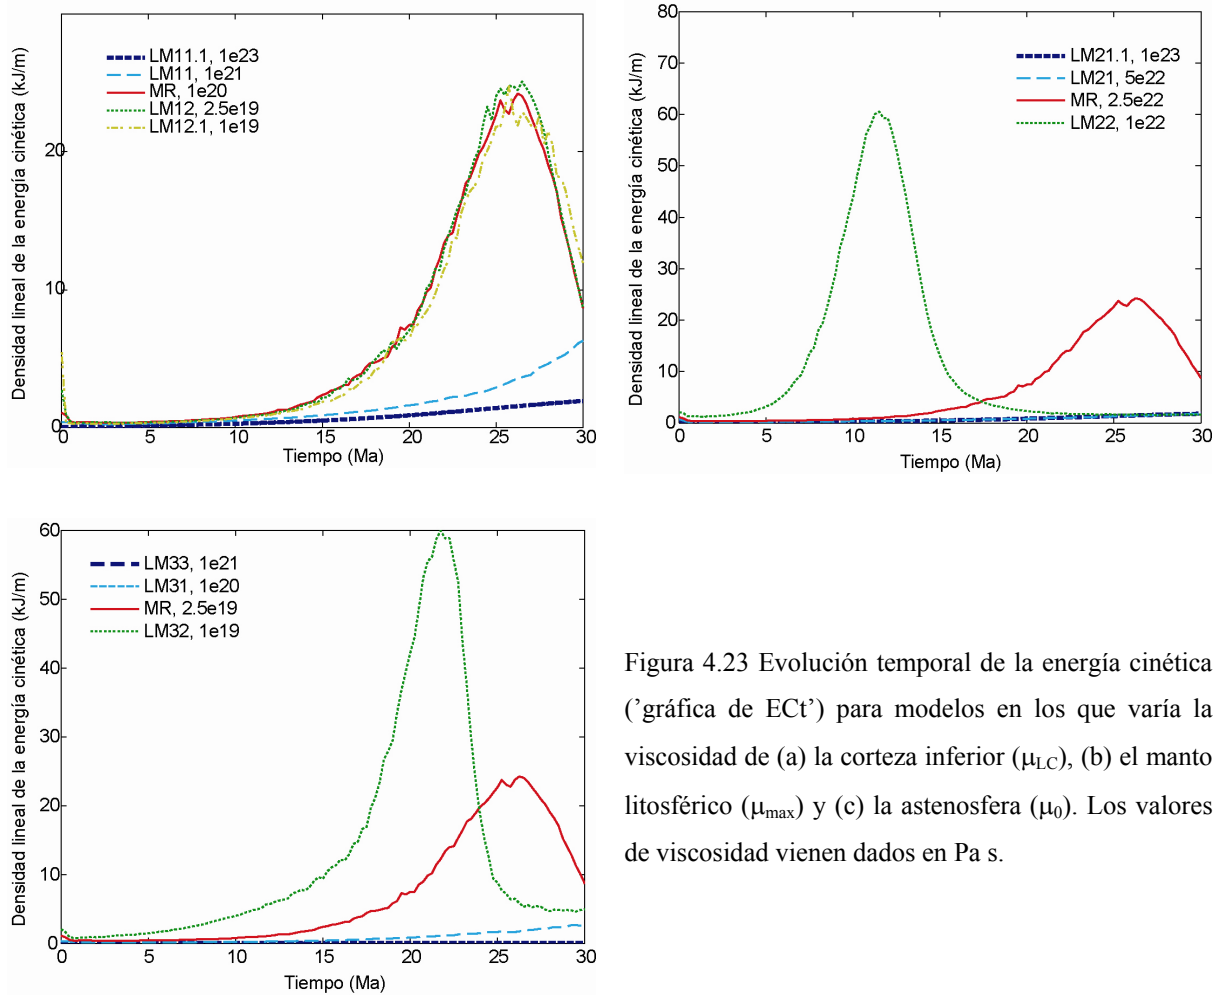 Densidad lineal de la energía cinética (kJ/m)
LM11.1, 1e23
LM11, 1e21
MR, 1e20
LM12, 2.5e19
LM12.1, 1e19
20
10
0
0 5 10 15 20 25 30
Tiempo (Ma)
Densidad lineal de la energía cinética (kJ/m)
LM21.1, 1e23
LM21, 5e22
MR, 2.5e22
LM22, 1e22
80
70
60
50
40
30
20
10
0
0 5 10 15 20 25 30
Tiempo (Ma)
Densidad lineal de la energía cinética (kJ/m)
LM33, 1e21
LM31, 1e20
MR, 2.5e19
LM32, 1e19
60
50
40
30
20
10
0
0 5 10 15 20 25 30
Tiempo (Ma)
Figura 4.23 Evolución temporal de la energía cinética
('gráfica de ECt') para modelos en los que varía la
viscosidad de (a) la corteza inferior (μLC), (b) el manto
litosférico (μmax) y (c) la astenosfera (μ0). Los valores
de viscosidad vienen dados en Pa s.